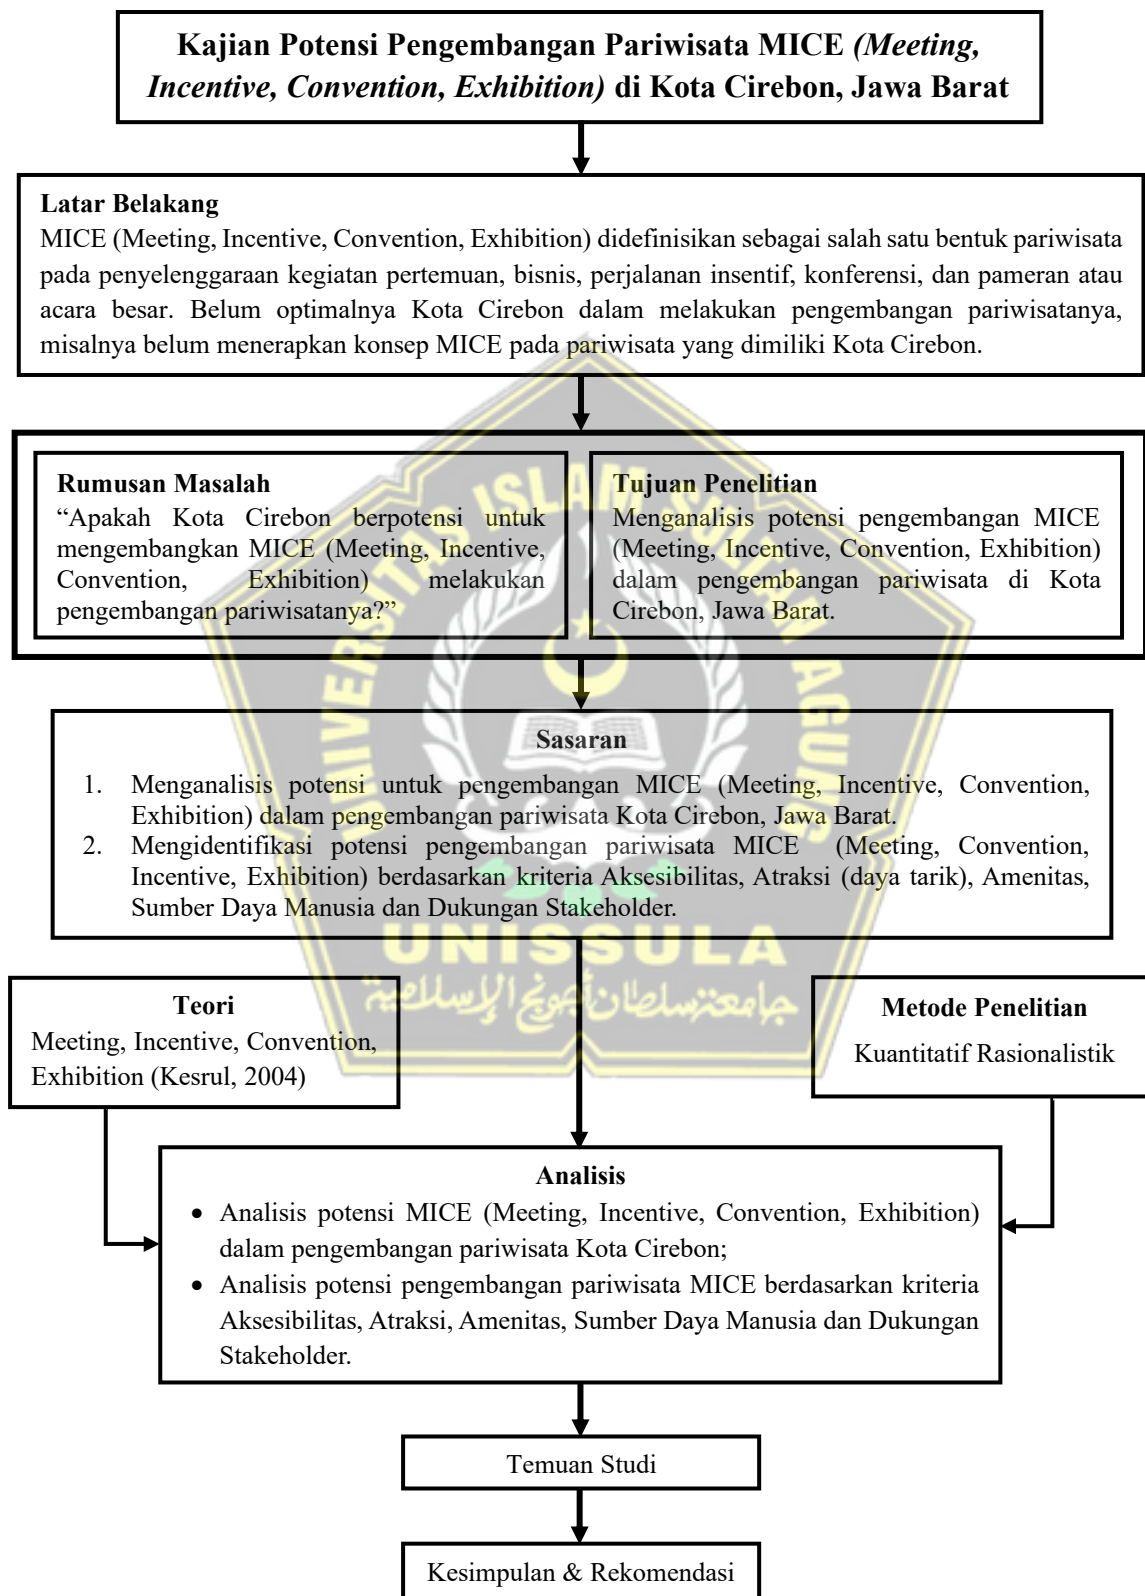 Kajian Potensi Pengembangan Pariwisata MICE (Meeting,
Incentive, Convention, Exhibition) di Kota Cirebon, Jawa Barat
Latar Belakang
MICE (Meeting, Incentive, Convention, Exhibition) didefinisikan sebagai salah satu bentuk pariwisata
pada penyelenggaraan kegiatan pertemuan, bisnis, perjalanan insentif, konferensi, dan pameran atau
acara besar. Belum optimalnya Kota Cirebon dalam melakukan pengembangan pariwisatanya,
misalnya belum menerapkan konsep MICE pada pariwisata yang dimiliki Kota Cirebon.
Rumusan Masalah
“Apakah Kota Cirebon berpotensi untuk
mengembangkan MICE (Meeting, Incentive,
Convention, Exhibition) melakukan
pengembangan pariwisatanya?”
Tujuan Penelitian
Menganalisis potensi pengembangan MICE
(Meeting, Incentive, Convention, Exhibition)
dalam pengembangan pariwisata di Kota
Cirebon, Jawa Barat.
Sasaran
1. Menganalisis potensi untuk pengembangan MICE (Meeting, Incentive, Convention,
Exhibition) dalam pengembangan pariwisata Kota Cirebon, Jawa Barat.
2. Mengidentifikasi potensi pengembangan pariwisata MICE (Meeting, Convention,
Incentive, Exhibition) berdasarkan kriteria Aksesibilitas, Atraksi (daya tarik), Amenitas,
Sumber Daya Manusia dan Dukungan Stakeholder.
Teori
Meeting, Incentive, Convention,
Exhibition (Kesrul, 2004)
Metode Penelitian
Kuantitatif Rasionalistik
Analisis
• Analisis potensi MICE (Meeting, Incentive, Convention, Exhibition)
dalam pengembangan pariwisata Kota Cirebon;
• Analisis potensi pengembangan pariwisata MICE berdasarkan kriteria
Aksesibilitas, Atraksi, Amenitas, Sumber Daya Manusia dan Dukungan
Stakeholder.
Temuan Studi
Kesimpulan & Rekomendasi
UNIVERSITAS ISLAM SULTAN AGUNG
UNISSULA
جامعة سلطان أجونج الإسلامية